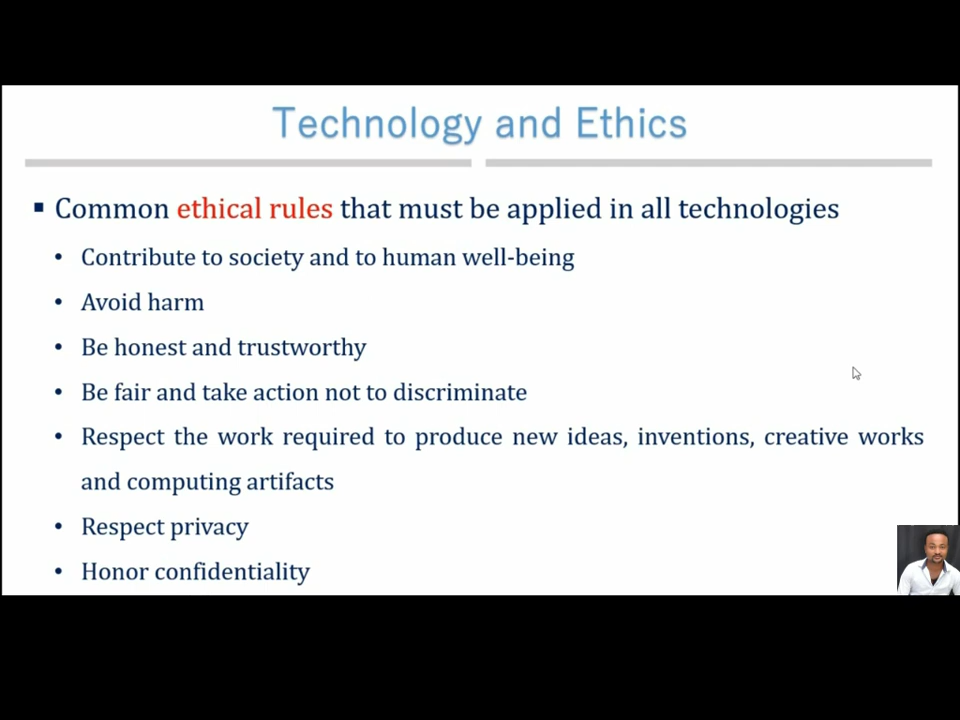 Technology and Ethics
▪ Common ethical rules that must be applied in all technologies
• Contribute to society and to human well-being
• Avoid harm
• Be honest and trustworthy
• Be fair and take action not to discriminate
• Respect the work required to produce new ideas, inventions, creative works
and computing artifacts
• Respect privacy
• Honor confidentiality